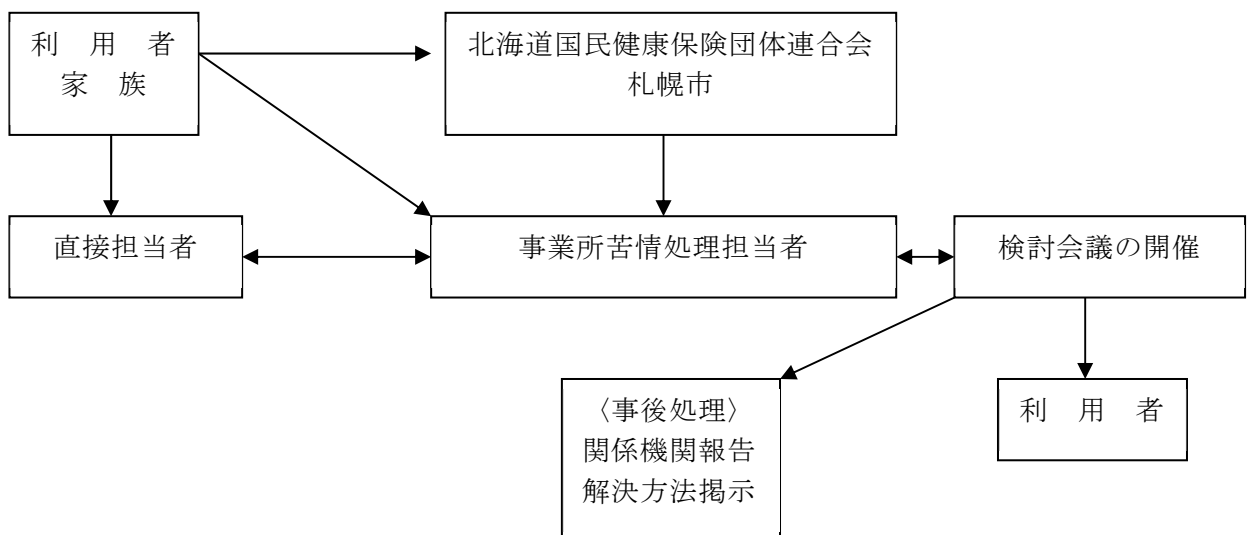 利　用　者
家　族
北海道国民健康保険団体連合会
札幌市
直接担当者
事業所苦情処理担当者
検討会議の開催
〈事後処理〉
関係機関報告
解決方法掲示
利　用　者